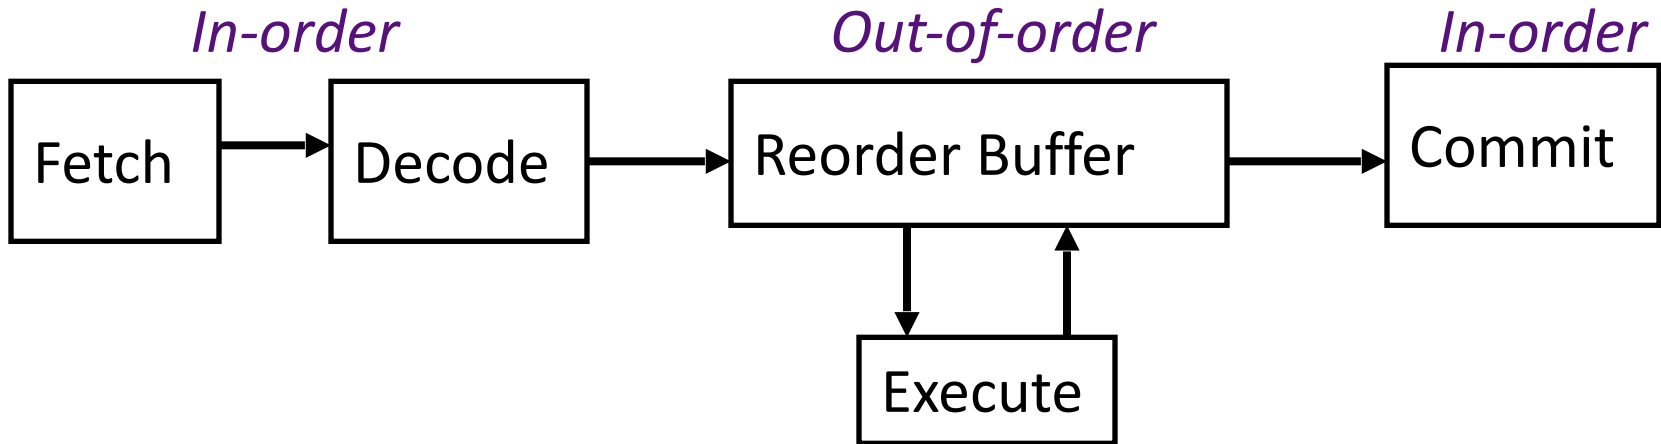 In-order
Out-of-order
In-order
Fetch
Decode
Reorder Buffer
Commit
Execute